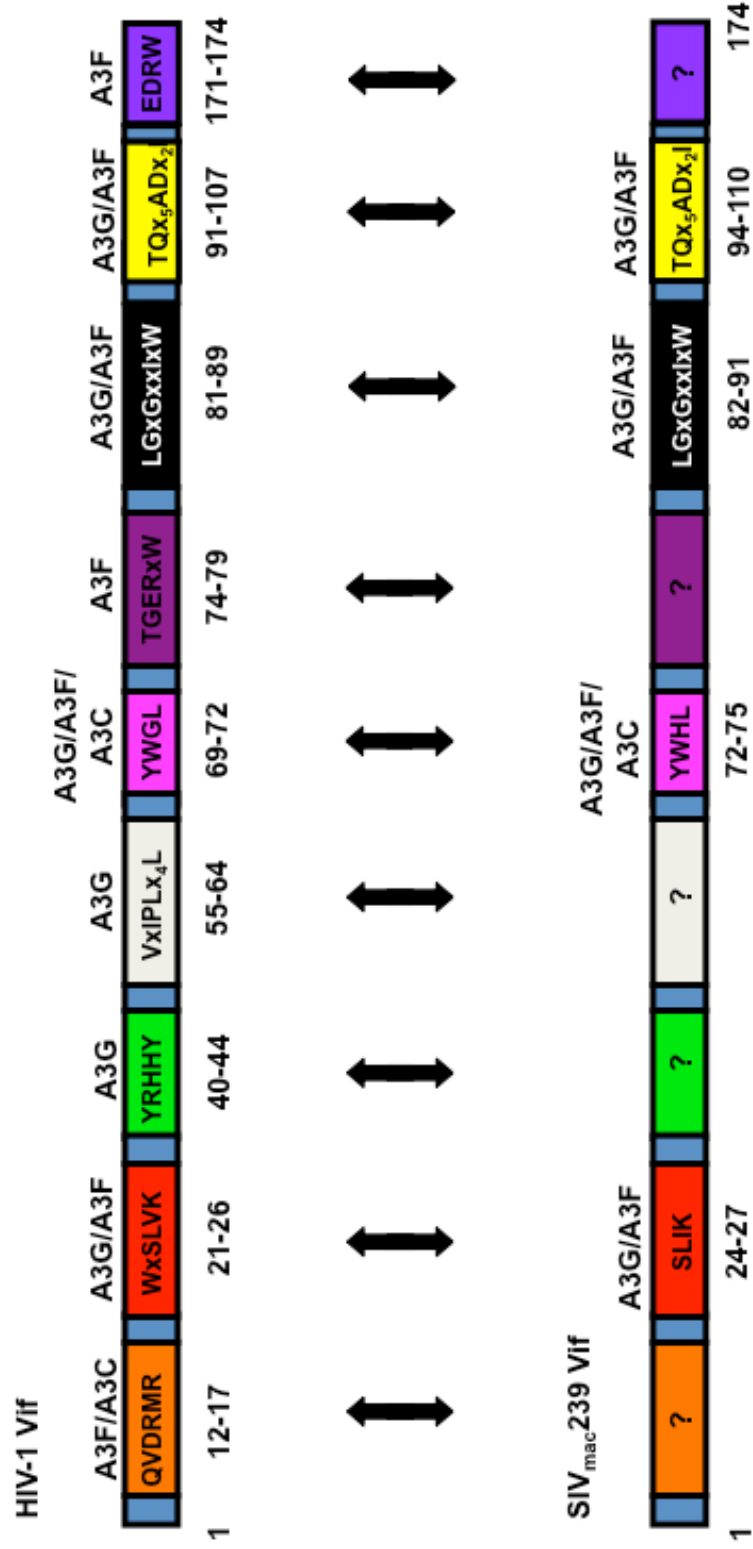 HIV-1 Vif
A3F/A3C A3G/A3F A3G A3G A3G/A3F/ A3F A3G/A3F A3G/A3F A3F
A3C
QVDRMR WxSLVK YRHHY VxIPLx₄L YWGL TGERxW LGxGxxIxW TQx₅ADx₂I EDRW
1 12-17 21-26 40-44 55-64 69-72 74-79 81-89 91-107 171-174
SIVmac239 Vif
A3G/A3F A3G/A3F/ A3G/A3F A3G/A3F
A3C
? SLIK ? ? YWHL ? LGxGxxIxW TQx₅ADx₂I ?
1 24-27 72-75 82-91 94-110 174